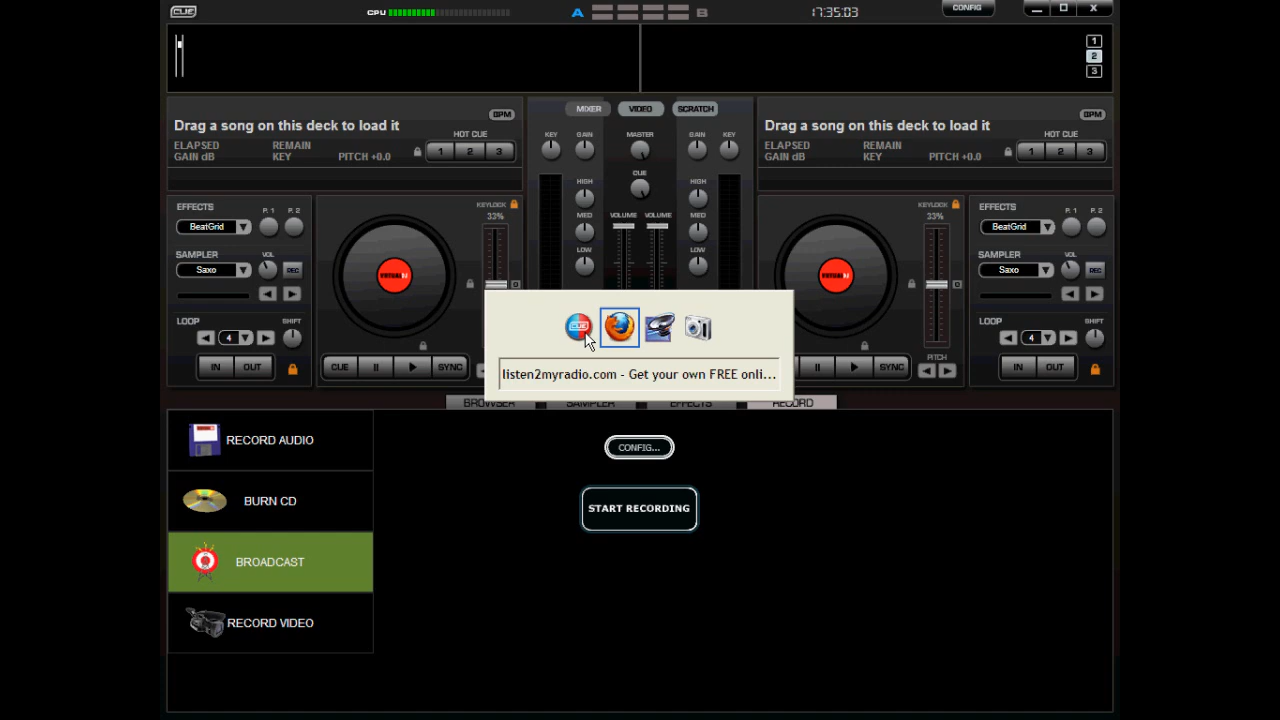 CUE
CPU
A
B
17:35:03
CONFIG
X
1
2
3
Drag a song on this deck to load it
BPM
ELAPSED
REMAIN
HOT CUE
GAIN dB
KEY
PITCH +0.0
1 2 3
MIXER
VIDEO
SCRATCH
KEY
GAIN
MASTER
GAIN
KEY
CUE
HIGH
HIGH
MED
VOLUME
VOLUME
MED
LOW
LOW
Drag a song on this deck to load it
BPM
ELAPSED
REMAIN
HOT CUE
GAIN dB
KEY
PITCH +0.0
1 2 3
EFFECTS
P. 1
P. 2
BeatGrid
SAMPLER
VOL
Saxo
REC
LOOP
SHIFT
4
IN
OUT
KEYLOCK
33%
0
CUE
SYNC
KEYLOCK
33%
0
SYNC
PITCH
EFFECTS
P. 1
P. 2
BeatGrid
SAMPLER
VOL
Saxo
REC
LOOP
SHIFT
4
IN
OUT
CUE
listen2myradio.com - Get your own FREE onli...
BROWSER
SAMPLER
EFFECTS
RECORD
RECORD AUDIO
BURN CD
BROADCAST
RECORD VIDEO
CONFIG...
START RECORDING